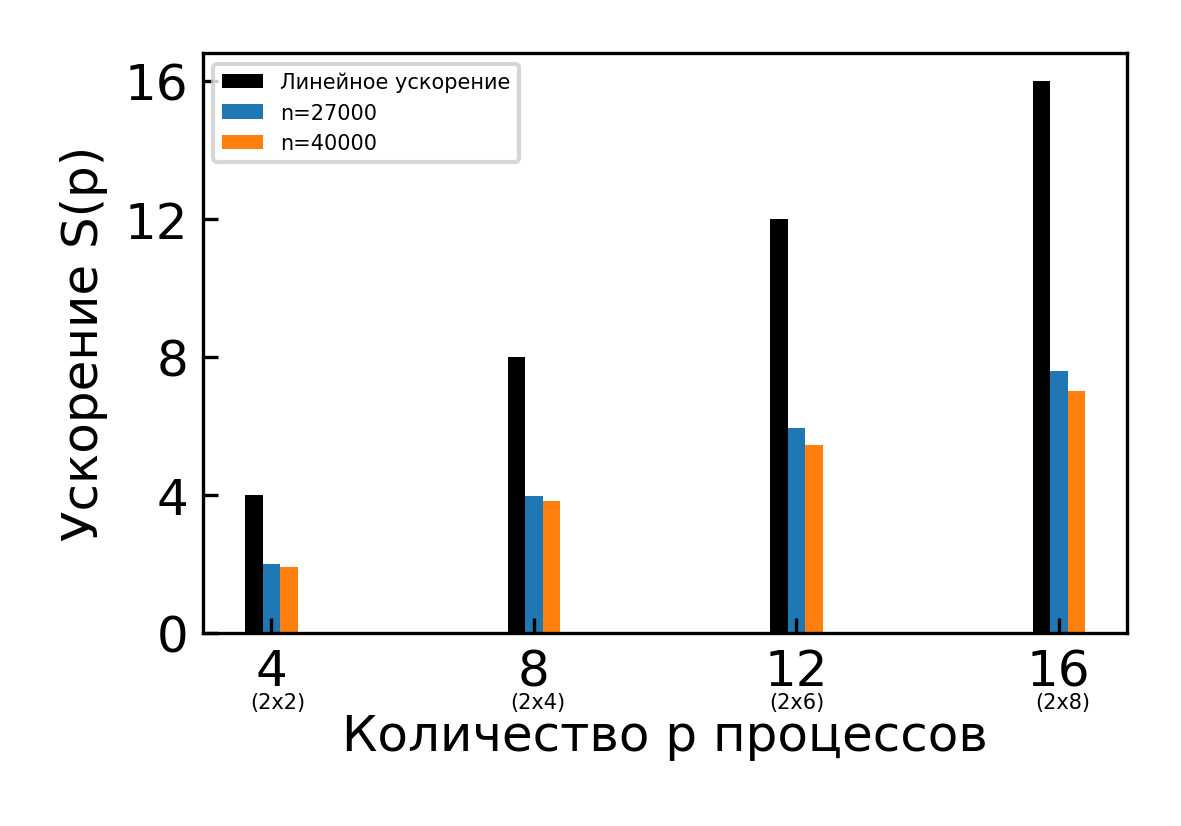 Линейное ускорение
n=27000
n=40000
Ускорение S(p)
16
12
8
4
0
4 8 12 16
(2x2) (2x4) (2x6) (2x8)
Количество p процессов